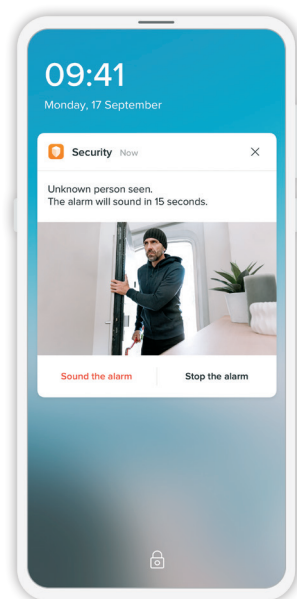 09:41
Monday, 17 September
Security Now
Unknown person seen.
The alarm will sound in 15 seconds.
Sound the alarm Stop the alarm